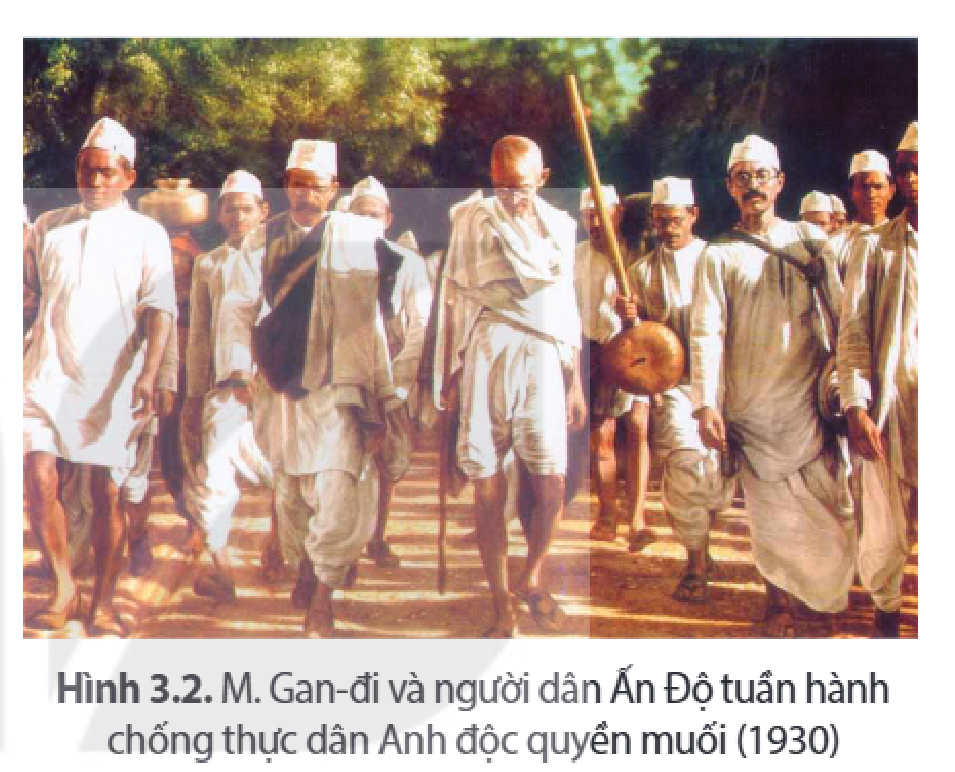 Hình 3.2. M. Gan-đi và người dân Ấn Độ tuần hành
chống thực dân Anh độc quyền muối (1930)